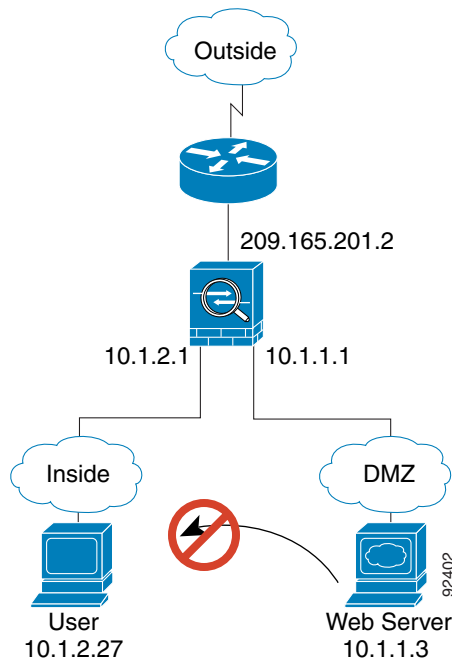 Outside
209.165.201.2
10.1.2.1
10.1.1.1
Inside
DMZ
User
10.1.2.27
Web Server
10.1.1.3
92402